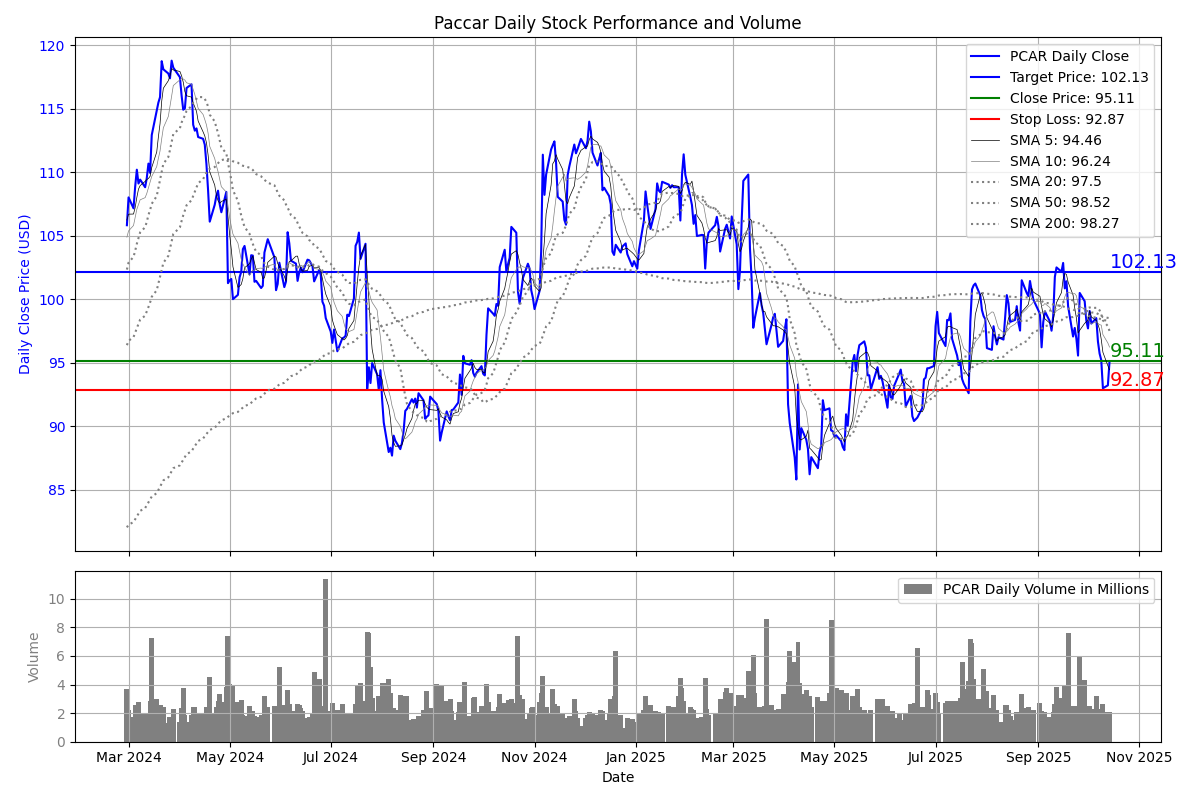 Paccar Daily Stock Performance and Volume
Daily Close Price (USD)
120
115
110
105
100
95
90
85
PCAR Daily Close
Target Price: 102.13
Close Price: 95.11
Stop Loss: 92.87
SMA 5: 94.46
SMA 10: 96.24
SMA 20: 97.5
SMA 50: 98.52
SMA 200: 98.27
102.13
95.11
92.87
Volume
10
8
6
4
2
0
PCAR Daily Volume in Millions
Mar 2024
May 2024
Jul 2024
Sep 2024
Nov 2024
Jan 2025
Mar 2025
May 2025
Jul 2025
Sep 2025
Nov 2025
Date